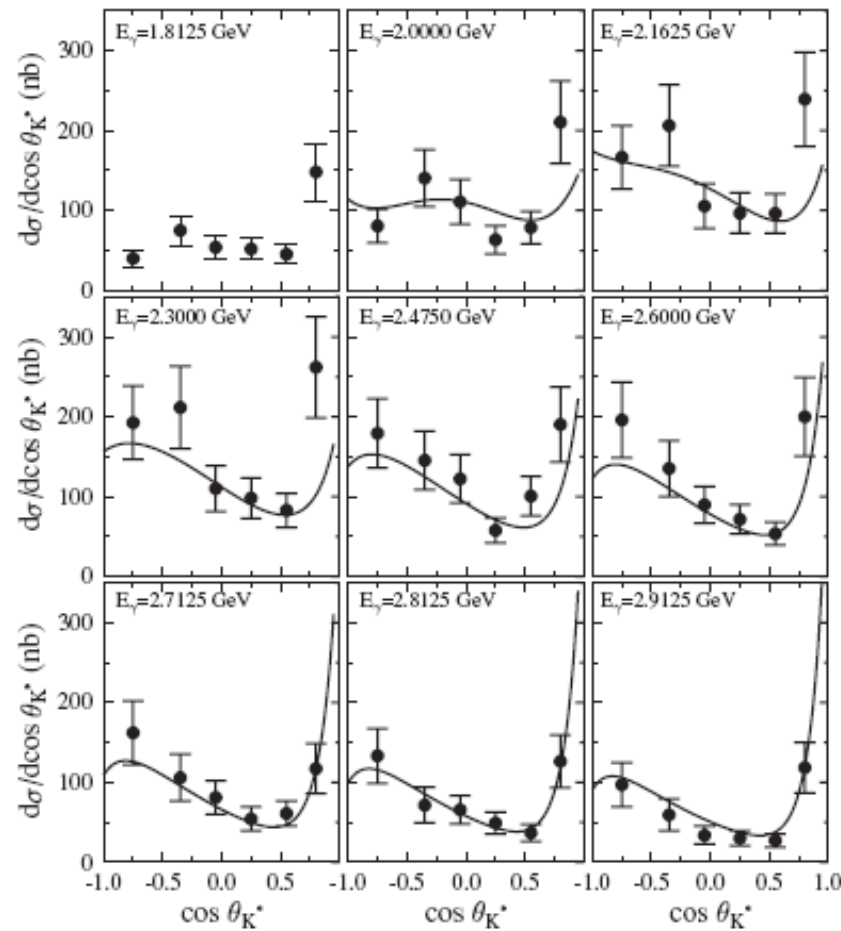 Eγ=1.8125 GeV
Eγ=2.0000 GeV
Eγ=2.1625 GeV
300
200
100
0
dσ/dcos θK* (nb)
Eγ=2.3000 GeV
Eγ=2.4750 GeV
Eγ=2.6000 GeV
300
200
100
0
dσ/dcos θK* (nb)
Eγ=2.7125 GeV
Eγ=2.8125 GeV
Eγ=2.9125 GeV
300
200
100
0
dσ/dcos θK* (nb)
-1.0 -0.5 0.0 0.5 -1.0 -0.5 0.0 0.5 -1.0 -0.5 0.0 0.5 1.0
cos θK* cos θK* cos θK*